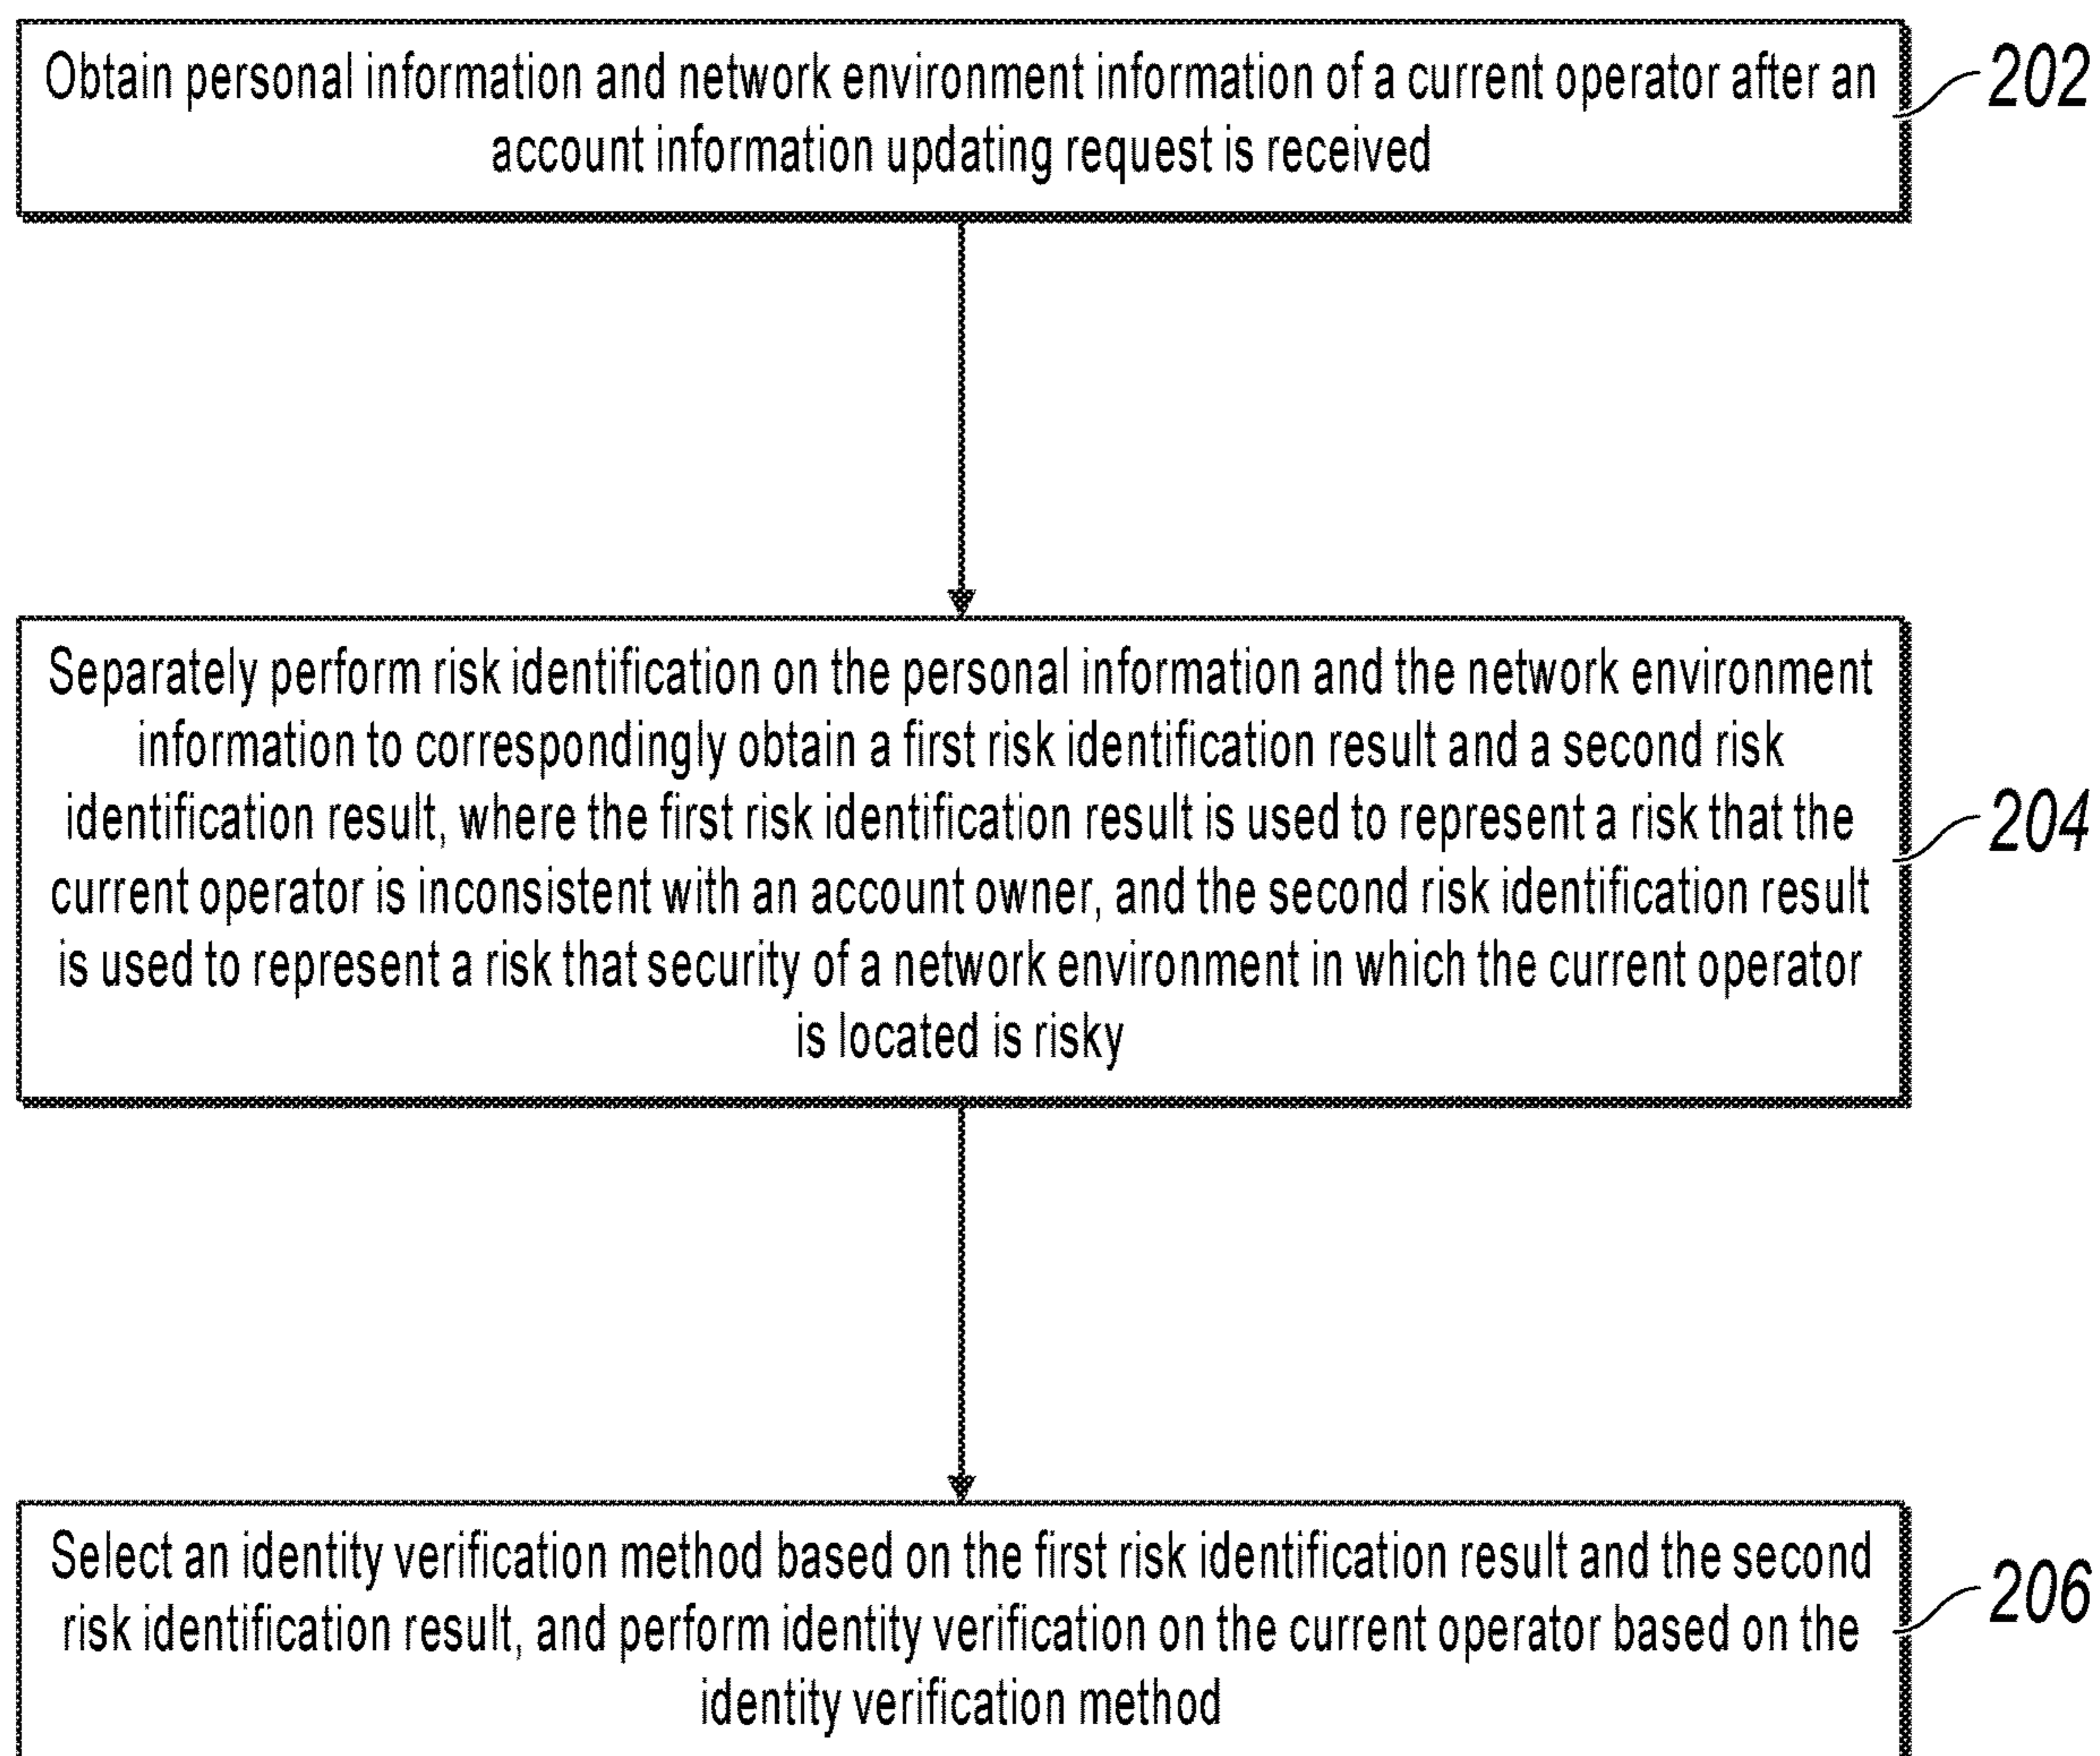 Obtain personal information and network environment information of a current operator after an
account information updating request is received
202
Separately perform risk identification on the personal information and the network environment
information to correspondingly obtain a first risk identification result and a second risk
identification result, where the first risk identification result is used to represent a risk that the
current operator is inconsistent with an account owner, and the second risk identification result
is used to represent a risk that security of a network environment in which the current operator
is located is risky
204
Select an identity verification method based on the first risk identification result and the second
risk identification result, and perform identity verification on the current operator based on the
identity verification method
206